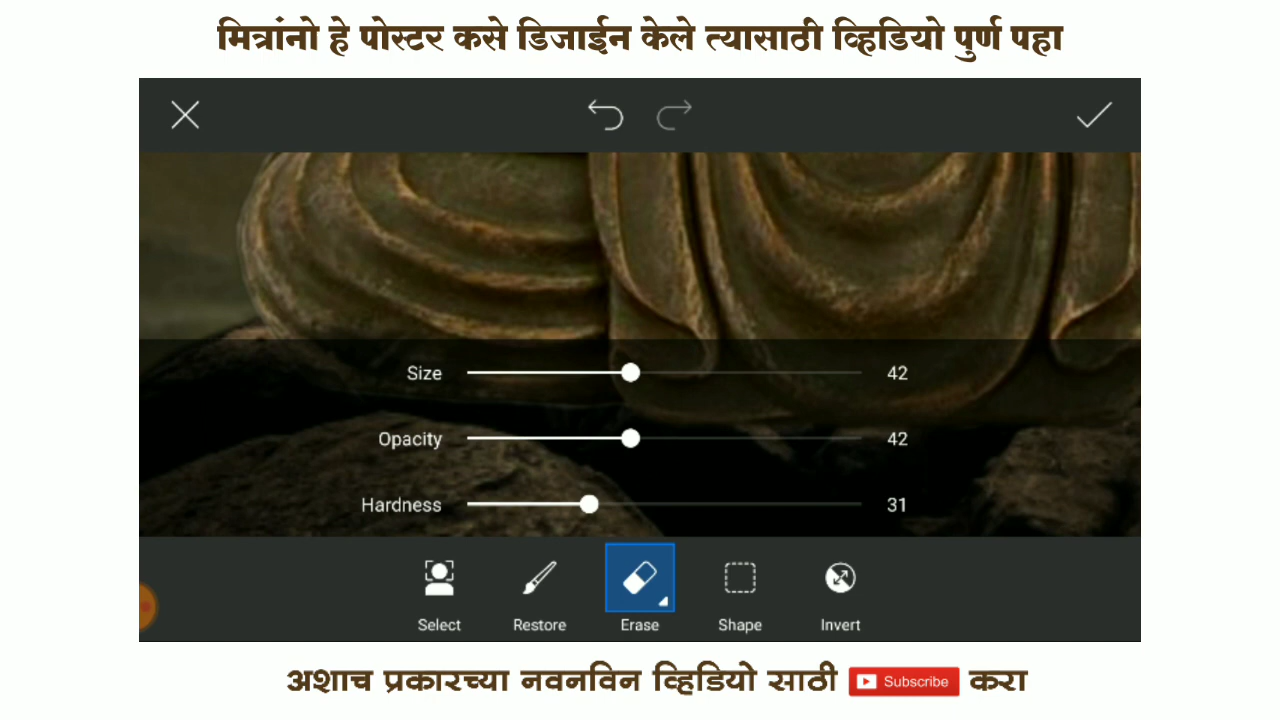 मित्रांनो हे पोस्टर कसे डिजाईन केले त्यासाठी व्हिडियो पुर्ण पहा
Size 42
Opacity 42
Hardness 31
Select Restore Erase Shape Invert
अशाच प्रकारच्या नवनविन व्हिडियो साठी Subscribe करा